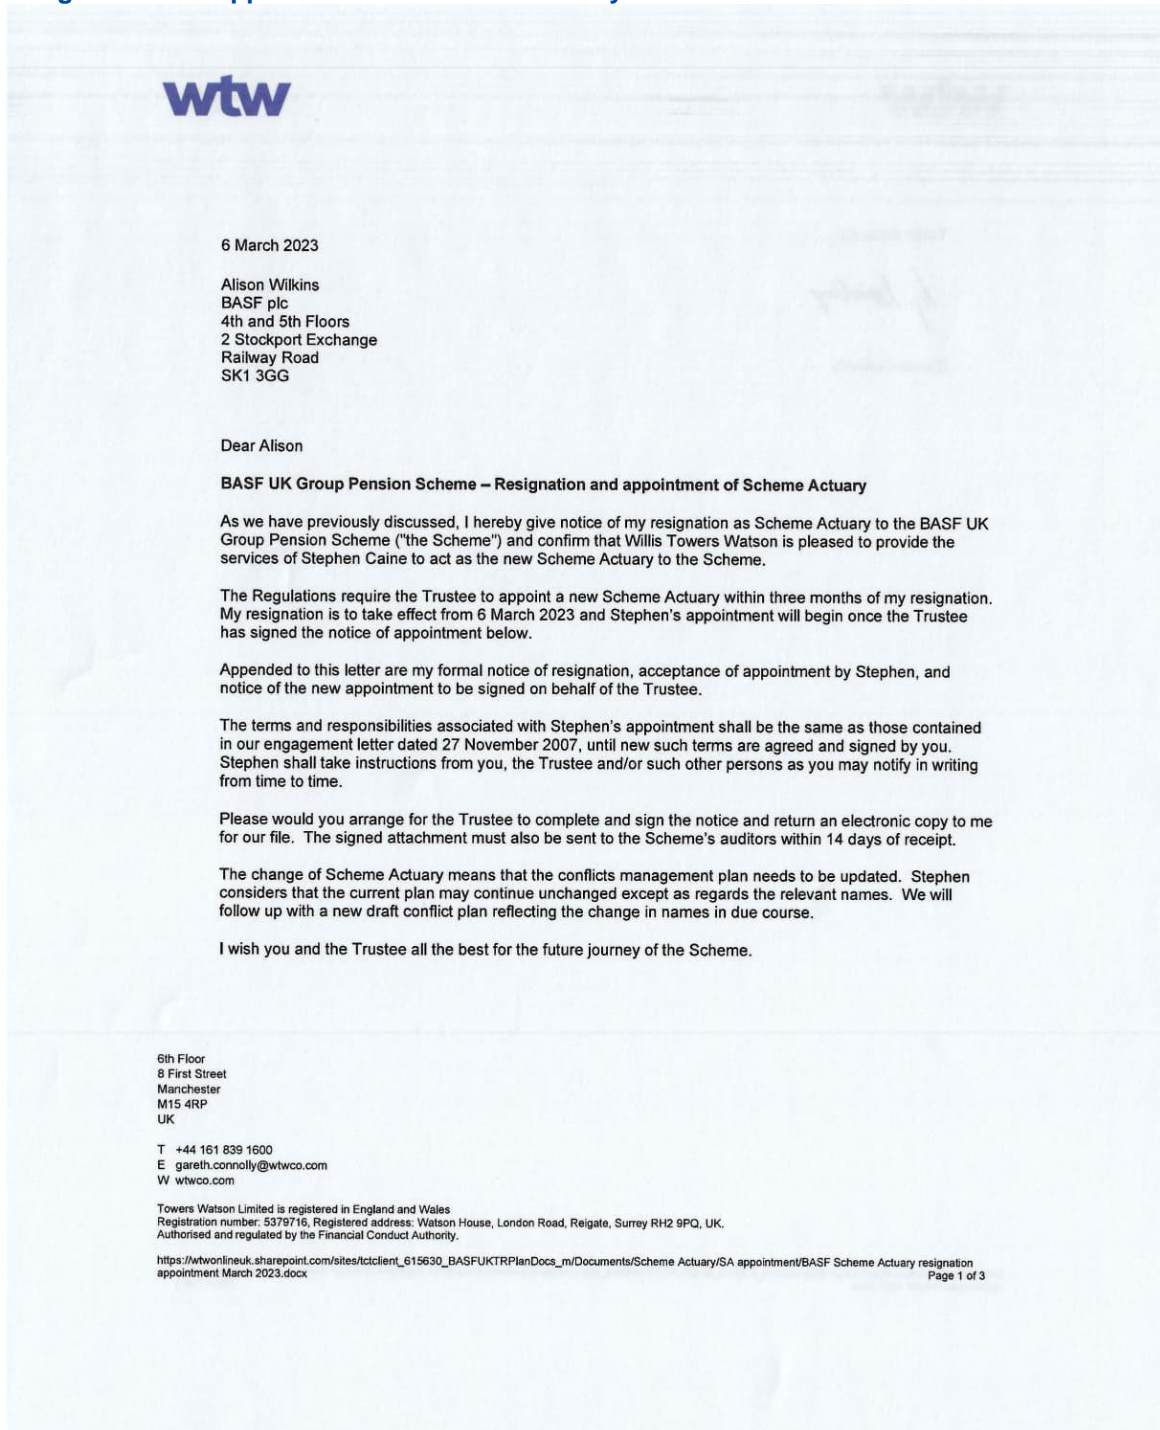 wtw
6 March 2023
Alison Wilkins
BASF plc
4th and 5th Floors
2 Stockport Exchange
Railway Road
SK1 3GG
Dear Alison
BASF UK Group Pension Scheme – Resignation and appointment of Scheme Actuary
As we have previously discussed, I hereby give notice of my resignation as Scheme Actuary to the BASF UK
Group Pension Scheme ("the Scheme") and confirm that Willis Towers Watson is pleased to provide the
services of Stephen Caine to act as the new Scheme Actuary to the Scheme.
The Regulations require the Trustee to appoint a new Scheme Actuary within three months of my resignation.
My resignation is to take effect from 6 March 2023 and Stephen's appointment will begin once the Trustee
has signed the notice of appointment below.
Appended to this letter are my formal notice of resignation, acceptance of appointment by Stephen, and
notice of the new appointment to be signed on behalf of the Trustee.
The terms and responsibilities associated with Stephen's appointment shall be the same as those contained
in our engagement letter dated 27 November 2007, until new such terms are agreed and signed by you.
Stephen shall take instructions from you, the Trustee and/or such other persons as you may notify in writing
from time to time.
Please would you arrange for the Trustee to complete and sign the notice and return an electronic copy to me
for our file. The signed attachment must also be sent to the Scheme's auditors within 14 days of receipt.
The change of Scheme Actuary means that the conflicts management plan needs to be updated. Stephen
considers that the current plan may continue unchanged except as regards the relevant names. We will
follow up with a new draft conflict plan reflecting the change in names in due course.
I wish you and the Trustee all the best for the future journey of the Scheme.
6th Floor
8 First Street
Manchester
M15 4RP
UK
T +44 161 839 1600
E gareth.connolly@wtwco.com
W wtwco.com
Towers Watson Limited is registered in England and Wales
Registration number: 5379716, Registered address: Watson House, London Road, Reigate, Surrey RH2 9PQ, UK.
Authorised and regulated by the Financial Conduct Authority.
https://wtwonlineuk.sharepoint.com/sites/tctclient_615630_BASFUKTRPlanDocs_m/Documents/Scheme Actuary/SA appointment/BASF Scheme Actuary resignation
appointment March 2023.docx
Page 1 of 3